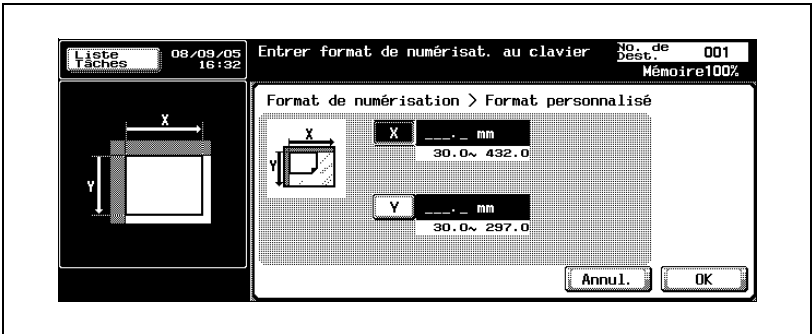 Liste
Tâches
08/09/05
16:32
Entrer format de numérisat. au clavier
No. de
Dest.
001
Mémoire100%
Format de numérisation > Format personnalisé
X
Y
X
Y
X
___._ mm
30.0~ 432.0
Y
___._ mm
30.0~ 297.0
Annul.
OK